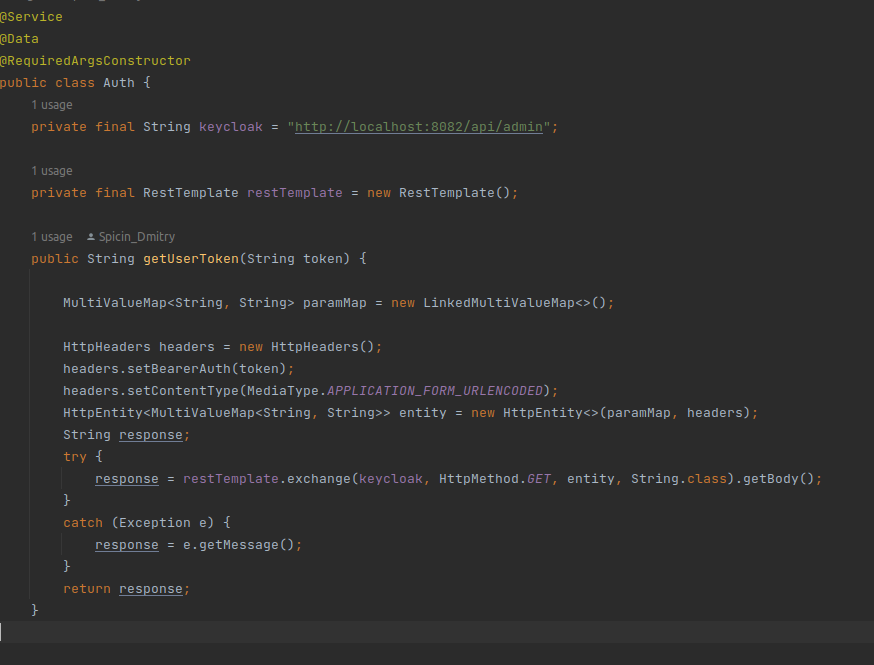 @Service
@Data
@RequiredArgsConstructor
public class Auth {
1 usage
private final String keycloak = "http://localhost:8082/api/admin";
1 usage
private final RestTemplate restTemplate = new RestTemplate();
1 usage Spicin_Dmitry
public String getUserToken(String token) {
MultiValueMap<String, String> paramMap = new LinkedMultiValueMap<>();
HttpHeaders headers = new HttpHeaders();
headers.setBearerAuth(token);
headers.setContentType(MediaType.APPLICATION_FORM_URLENCODED);
HttpEntity<MultiValueMap<String, String>> entity = new HttpEntity<>(paramMap, headers);
String response;
try {
response = restTemplate.exchange(keycloak, HttpMethod.GET, entity, String.class).getBody();
}
catch (Exception e) {
response = e.getMessage();
}
return response;
}